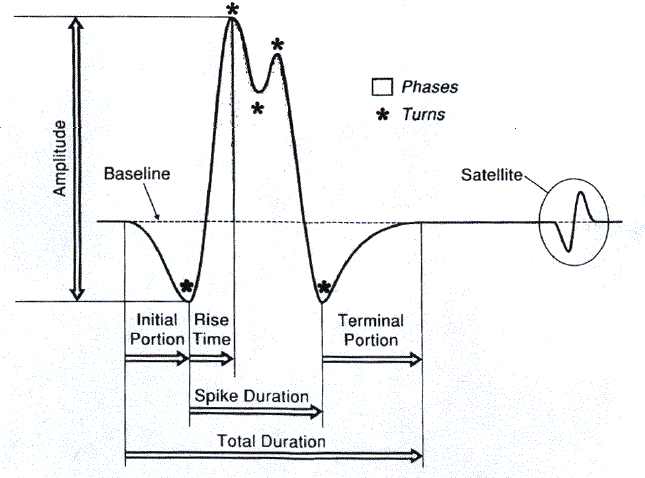 Phases
* Turns
Amplitude
Baseline
Satellite
Initial
Portion
Rise
Time
Terminal
Portion
Spike Duration
Total Duration